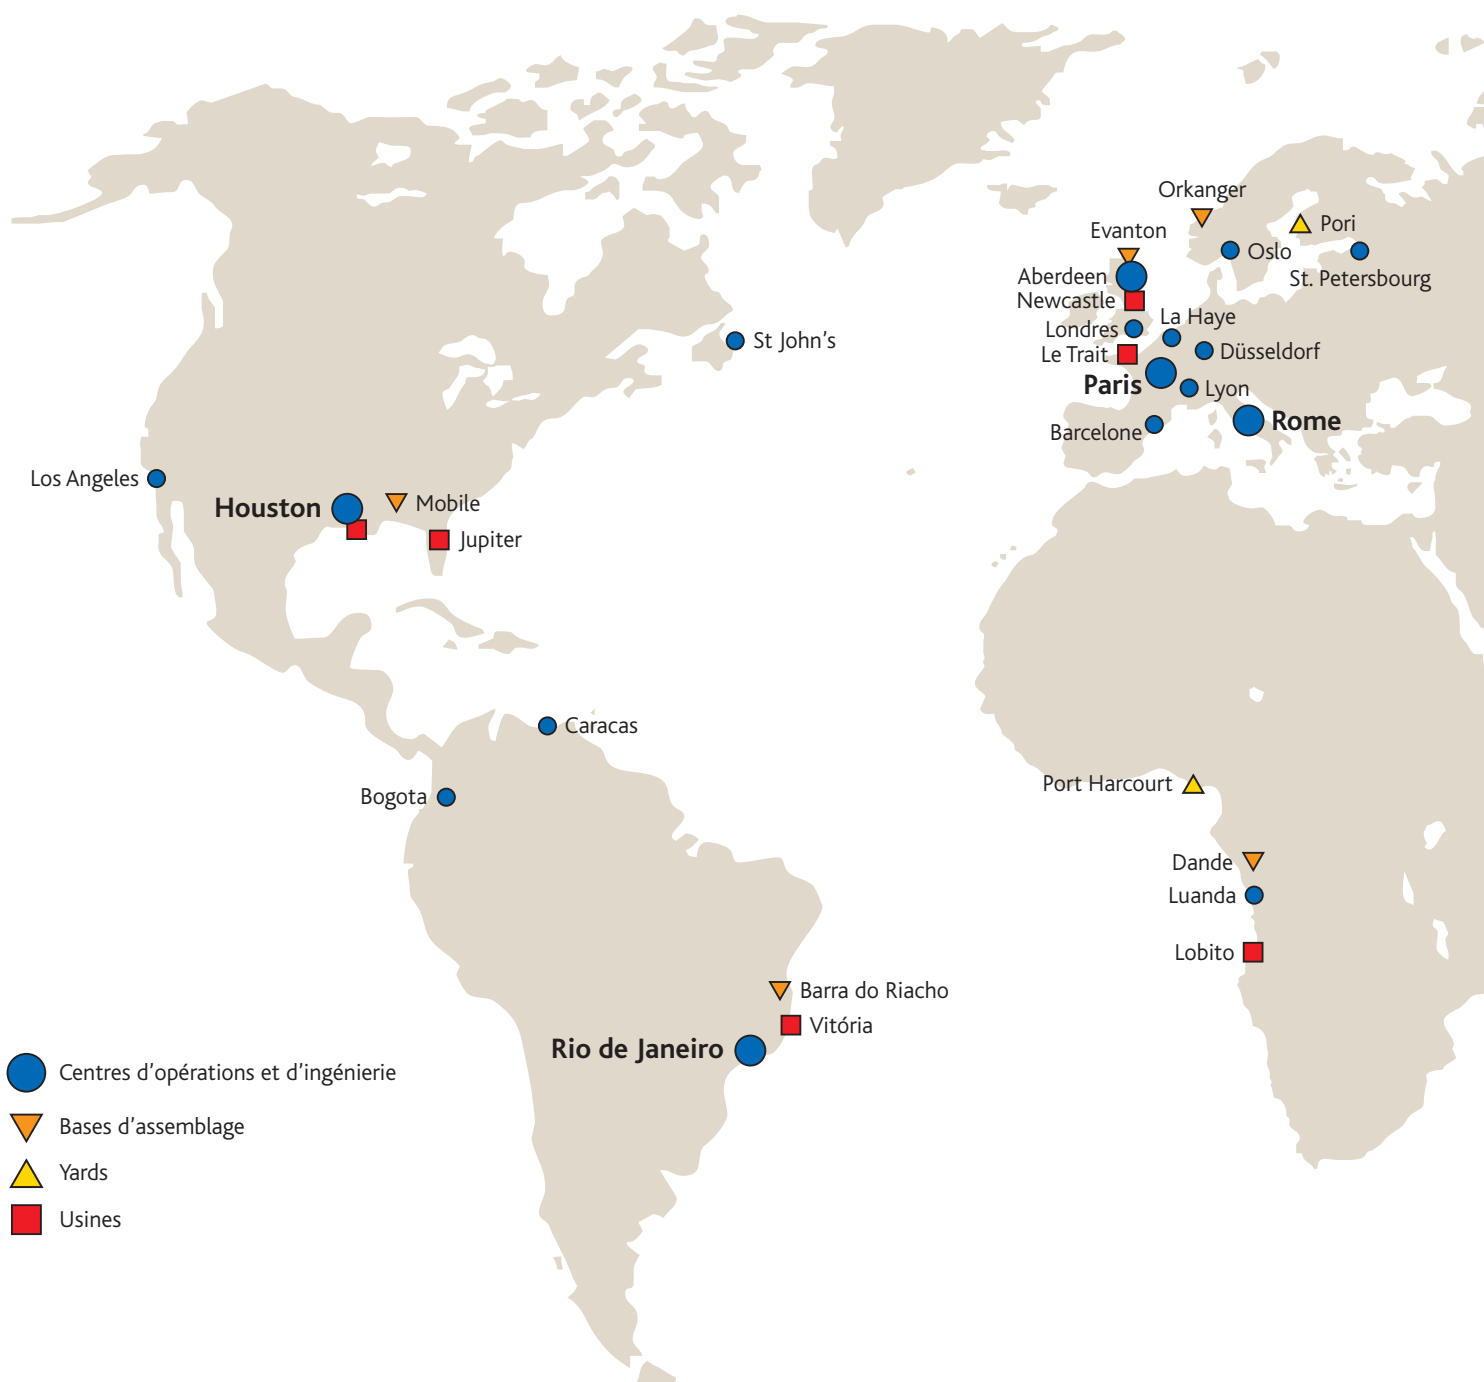 Orkanger
Pori
Evanton
Oslo
Aberdeen
St. Petersbourg
Newcastle
La Haye
Londres
St John's
Düsseldorf
Le Trait
Paris
Lyon
Rome
Barcelone
Los Angeles
Houston
Mobile
Jupiter
Caracas
Port Harcourt
Bogota
Dande
Luanda
Lobito
Barra do Riacho
Vitória
Rio de Janeiro
Centres d'opérations et d'ingénierie
Bases d'assemblage
Yards
Usines